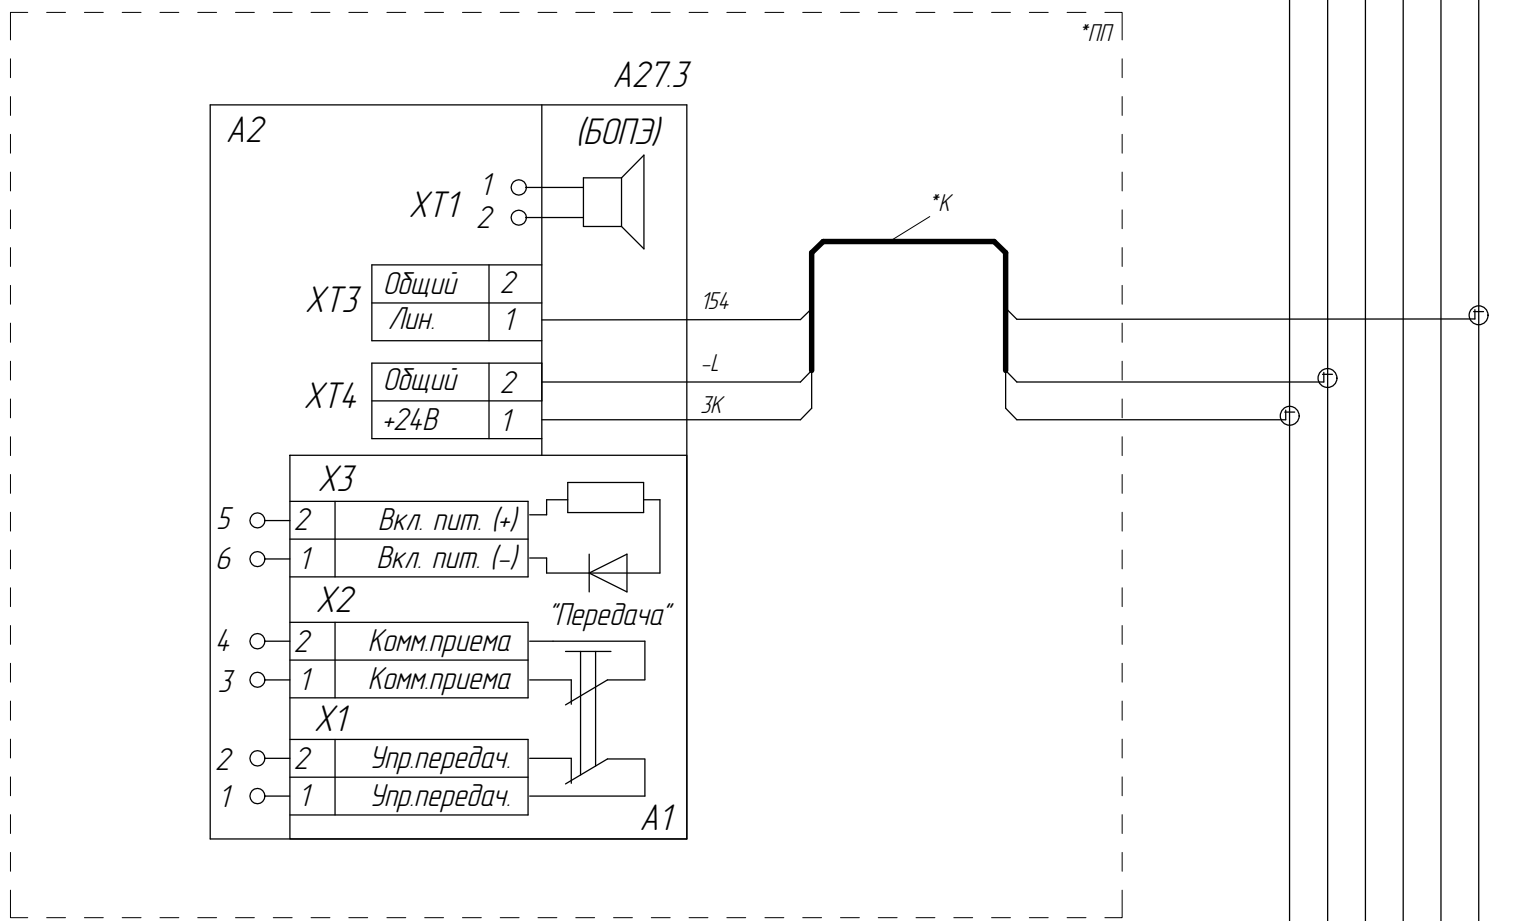 *ПП
А27.3
А2
(БОПЭ)
ХТ1
1
2
*К
ХТ3
Общий 2
Лин. 1
154
ХТ4
Общий 2
+24В 1
-L
3К
Х3
5 2 Вкл. пит. (+)
6 1 Вкл. пит. (-)
Х2
"Передача"
4 2 Комм.приема
3 1 Комм.приема
Х1
2 2 Упр.передач.
1 1 Упр.передач.
А1